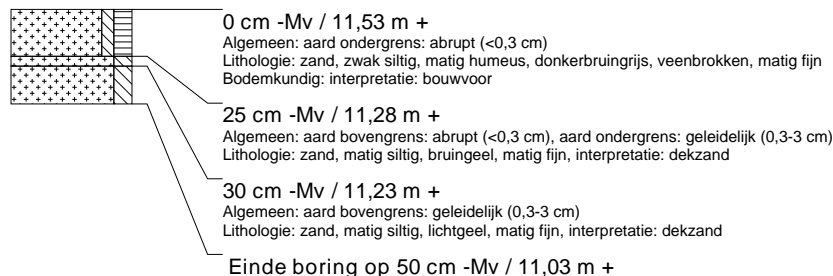 0 cm -Mv / 11,53 m +
Algemeen: aard ondergrens: abrupt (<0,3 cm)
Lithologie: zand, zwak siltig, matig humeus, donkerbruingrijs, veenbrokken, matig fijn
Bodemkundig: interpretatie: bouwvoor
25 cm -Mv / 11,28 m +
Algemeen: aard bovengrens: abrupt (<0,3 cm), aard ondergrens: geleidelijk (0,3-3 cm)
Lithologie: zand, matig siltig, bruingeel, matig fijn, interpretatie: dekzand
30 cm -Mv / 11,23 m +
Algemeen: aard bovengrens: geleidelijk (0,3-3 cm)
Lithologie: zand, matig siltig, lichtgeel, matig fijn, interpretatie: dekzand
Einde boring op 50 cm -Mv / 11,03 m +